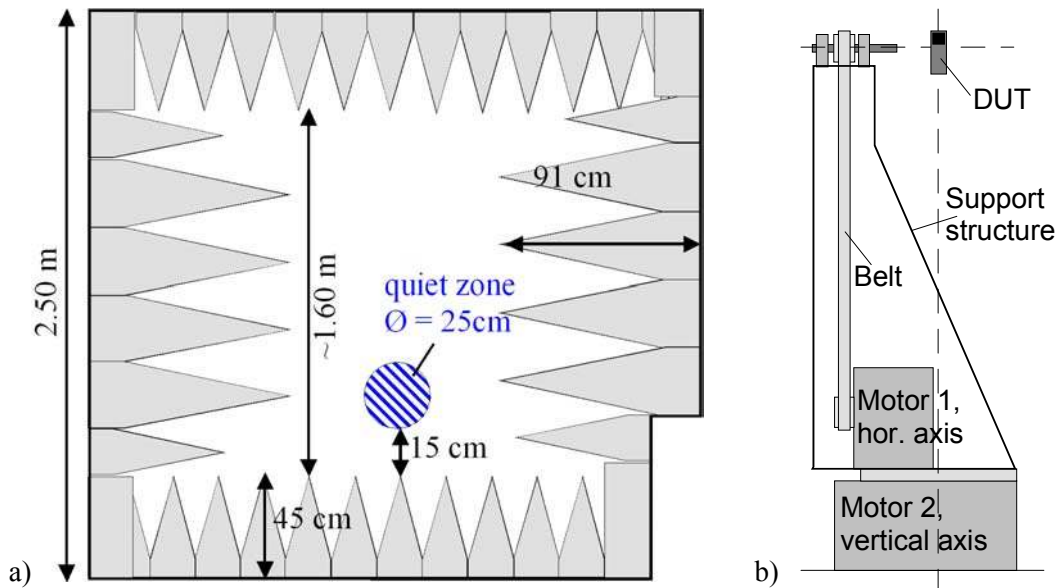 2.50 m
~1.60 m
91 cm
quiet zone
Ø = 25cm
15 cm
45 cm
a)
DUT
Support
structure
Belt
Motor 1,
hor. axis
Motor 2,
vertical axis
b)